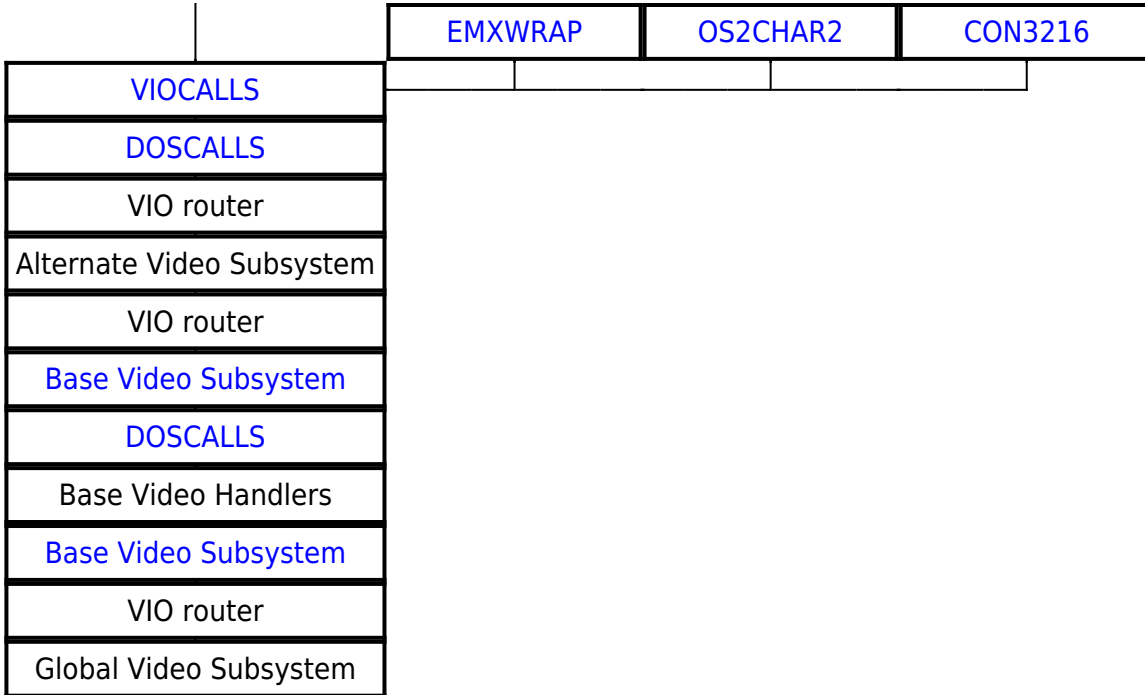 EMXWRAP OS2CHAR2 CON3216
VIOCALLS
DOSCALLS
VIO router
Alternate Video Subsystem
VIO router
Base Video Subsystem
DOSCALLS
Base Video Handlers
Base Video Subsystem
VIO router
Global Video Subsystem